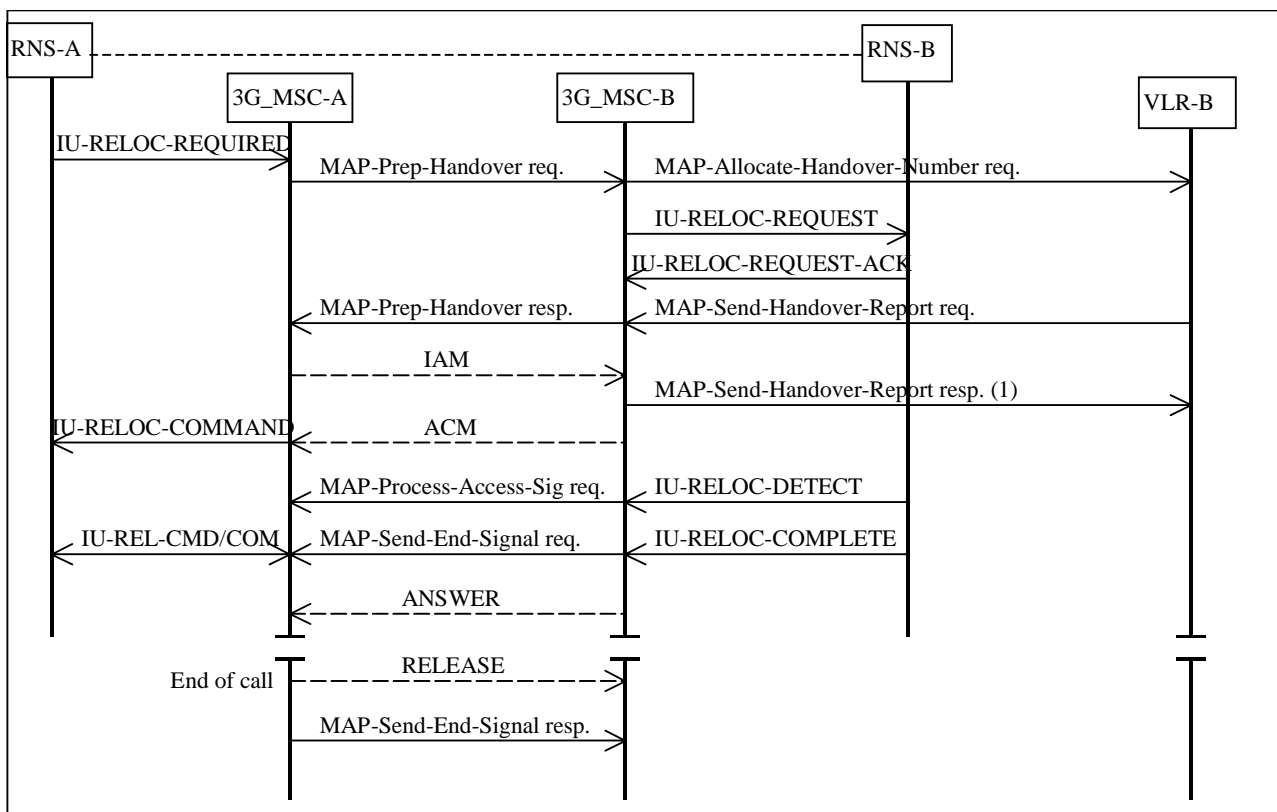 RNS-A
RNS-B
3G_MSC-A
3G_MSC-B
VLR-B
IU-RELOC-REQUIRED
MAP-Prep-Handover req.
MAP-Allocate-Handover-Number req.
IU-RELOC-REQUEST
IU-RELOC-REQUEST-ACK
MAP-Prep-Handover resp.
MAP-Send-Handover-Report req.
IAM
MAP-Send-Handover-Report resp. (1)
IU-RELOC-COMMAND
ACM
MAP-Process-Access-Sig req.
IU-RELOC-DETECT
IU-REL-CMD/COM
MAP-Send-End-Signal req.
IU-RELOC-COMPLETE
ANSWER
RELEASE
End of call
MAP-Send-End-Signal resp.